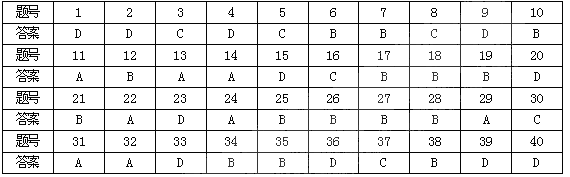 题号 1 2 3 4 5 6 7 8 9 10
答案 D D C D C B B C D B
题号 11 12 13 14 15 16 17 18 19 20
答案 A B A A D C B B B D
题号 21 22 23 24 25 26 27 28 29 30
答案 B A D A B B B B A C
题号 31 32 33 34 35 36 37 38 39 40
答案 A A D B B D C B D D